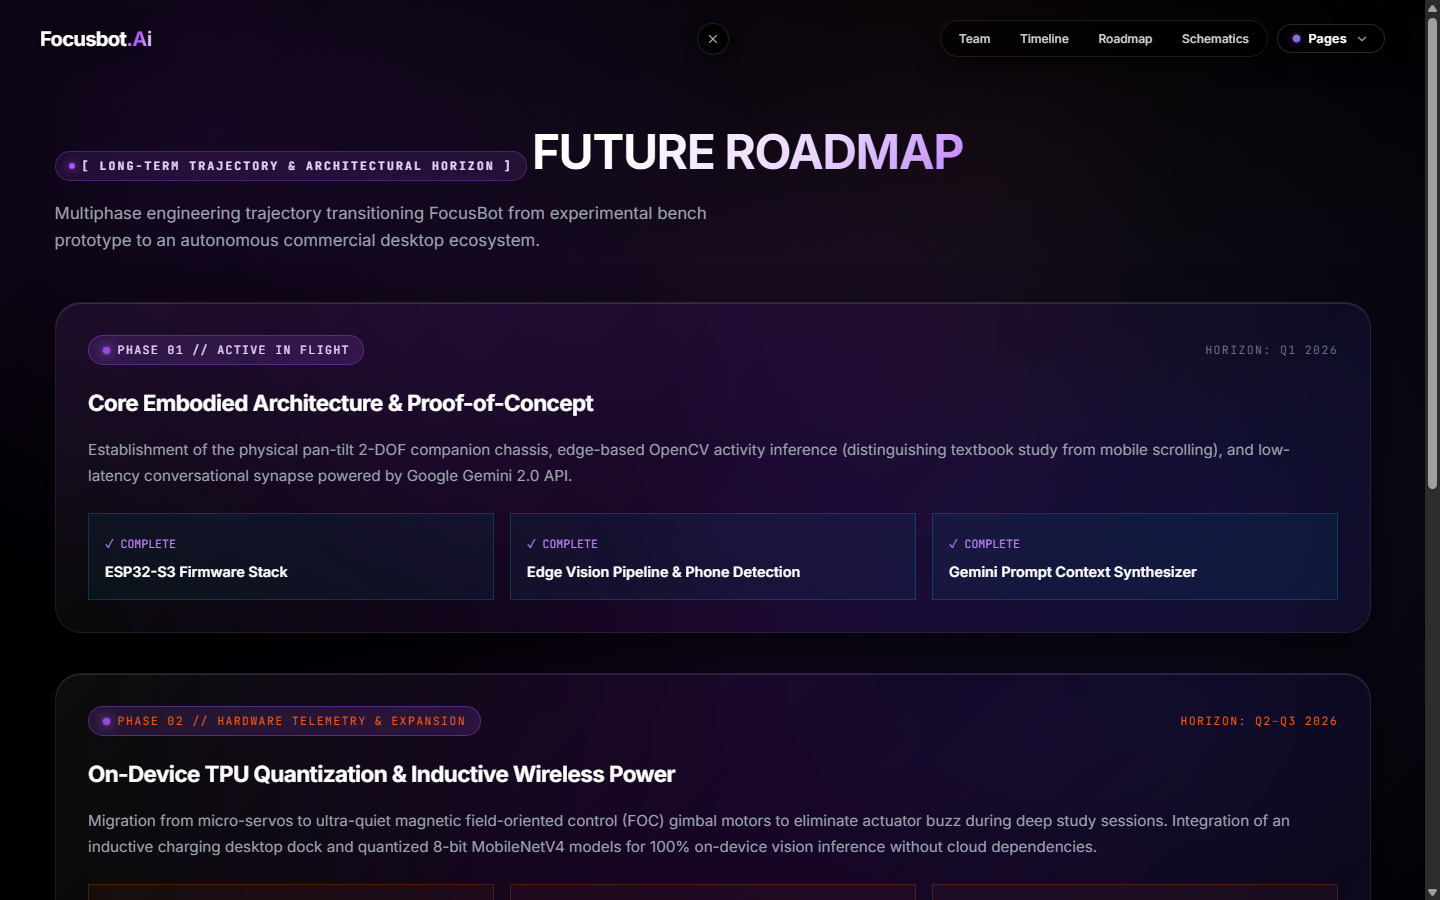 Focusbot.Ai
Team
Timeline
Roadmap
Schematics
Pages
[ LONG-TERM TRAJECTORY & ARCHITECTURAL HORIZON ]
FUTURE ROADMAP
Multiphase engineering trajectory transitioning FocusBot from experimental bench
prototype to an autonomous commercial desktop ecosystem.
PHASE 01 // ACTIVE IN FLIGHT
HORIZON: Q1 2026
Core Embodied Architecture & Proof-of-Concept
Establishment of the physical pan-tilt 2-DOF companion chassis, edge-based OpenCV activity inference (distinguishing textbook study from mobile scrolling), and low-
latency conversational synapse powered by Google Gemini 2.0 API.
✓ COMPLETE
ESP32-S3 Firmware Stack
✓ COMPLETE
Edge Vision Pipeline & Phone Detection
✓ COMPLETE
Gemini Prompt Context Synthesizer
PHASE 02 // HARDWARE TELEMETRY & EXPANSION
HORIZON: Q2-Q3 2026
On-Device TPU Quantization & Inductive Wireless Power
Migration from micro-servos to ultra-quiet magnetic field-oriented control (FOC) gimbal motors to eliminate actuator buzz during deep study sessions. Integration of an
inductive charging desktop dock and quantized 8-bit MobileNetV4 models for 100% on-device vision inference without cloud dependencies.